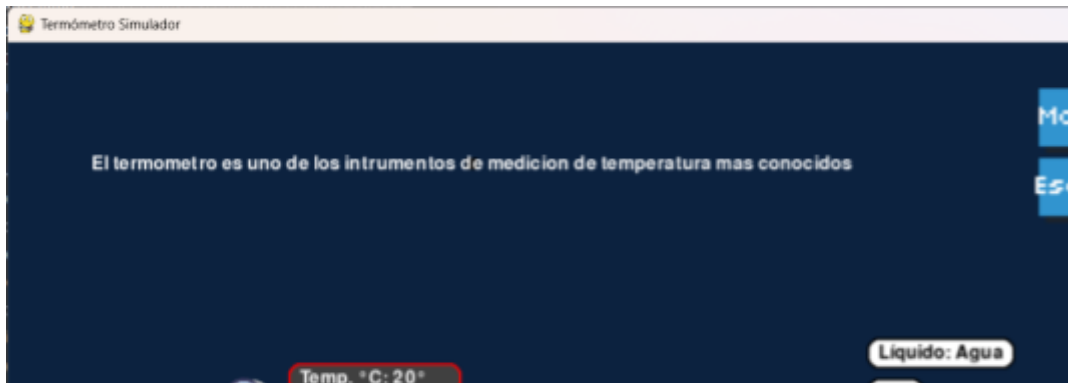 Termómetro Simulador
El termometro es uno de los intrumentos de medicion de temperatura mas conocidos
Líquido: Agua
Temp. °C: 20°